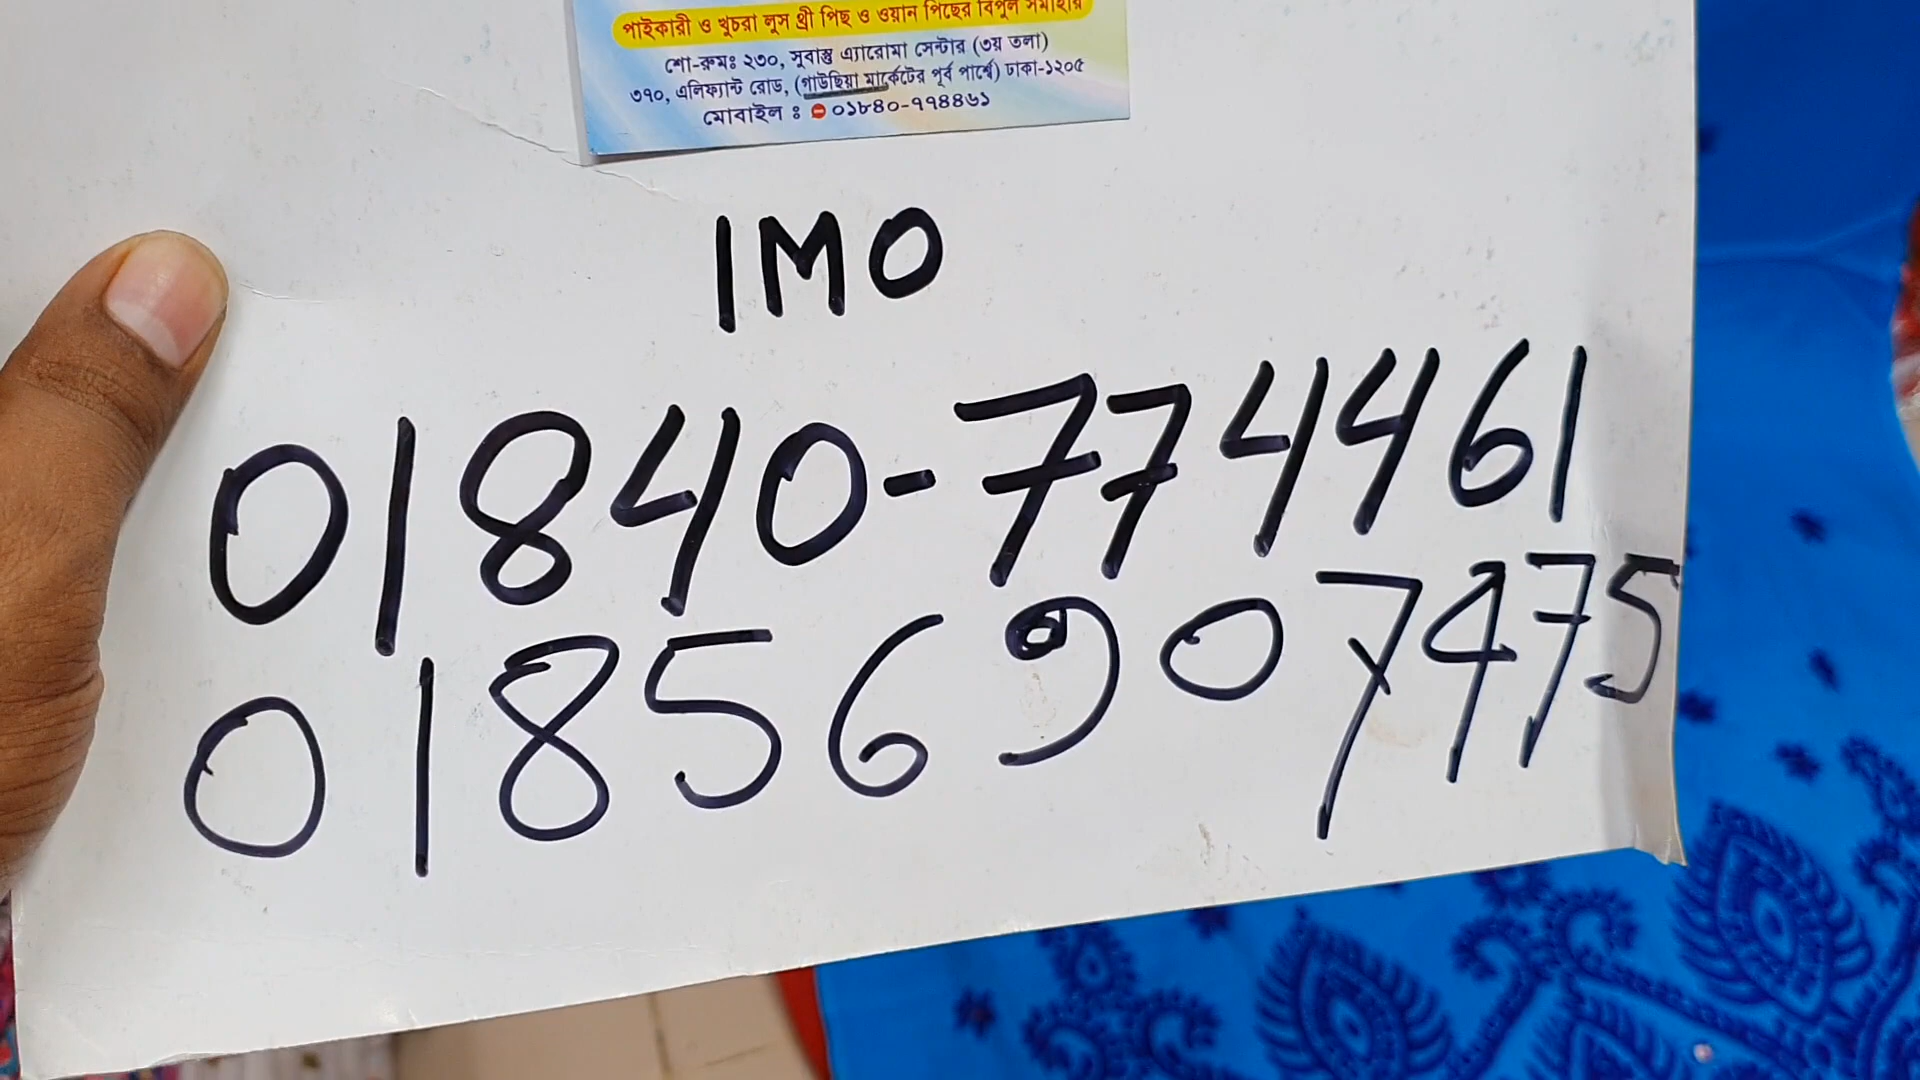 পাইকারী ও খুচরা লুস থ্রী পিছ ও ওয়ান পিছের বিপুল সমাহার
শো-রুমঃ ২৩০, সুবাস্তু এ্যারোমা সেন্টার (৩য় তলা)
৩৭০, এলিফ্যান্ট রোড, (গাউছিয়া মার্কেটের পূর্ব পার্শ্বে) ঢাকা-১২০৫
মোবাইল : ০১৮৪০-৭৭৪৪৬১
IMO
01840-774461
01856907475